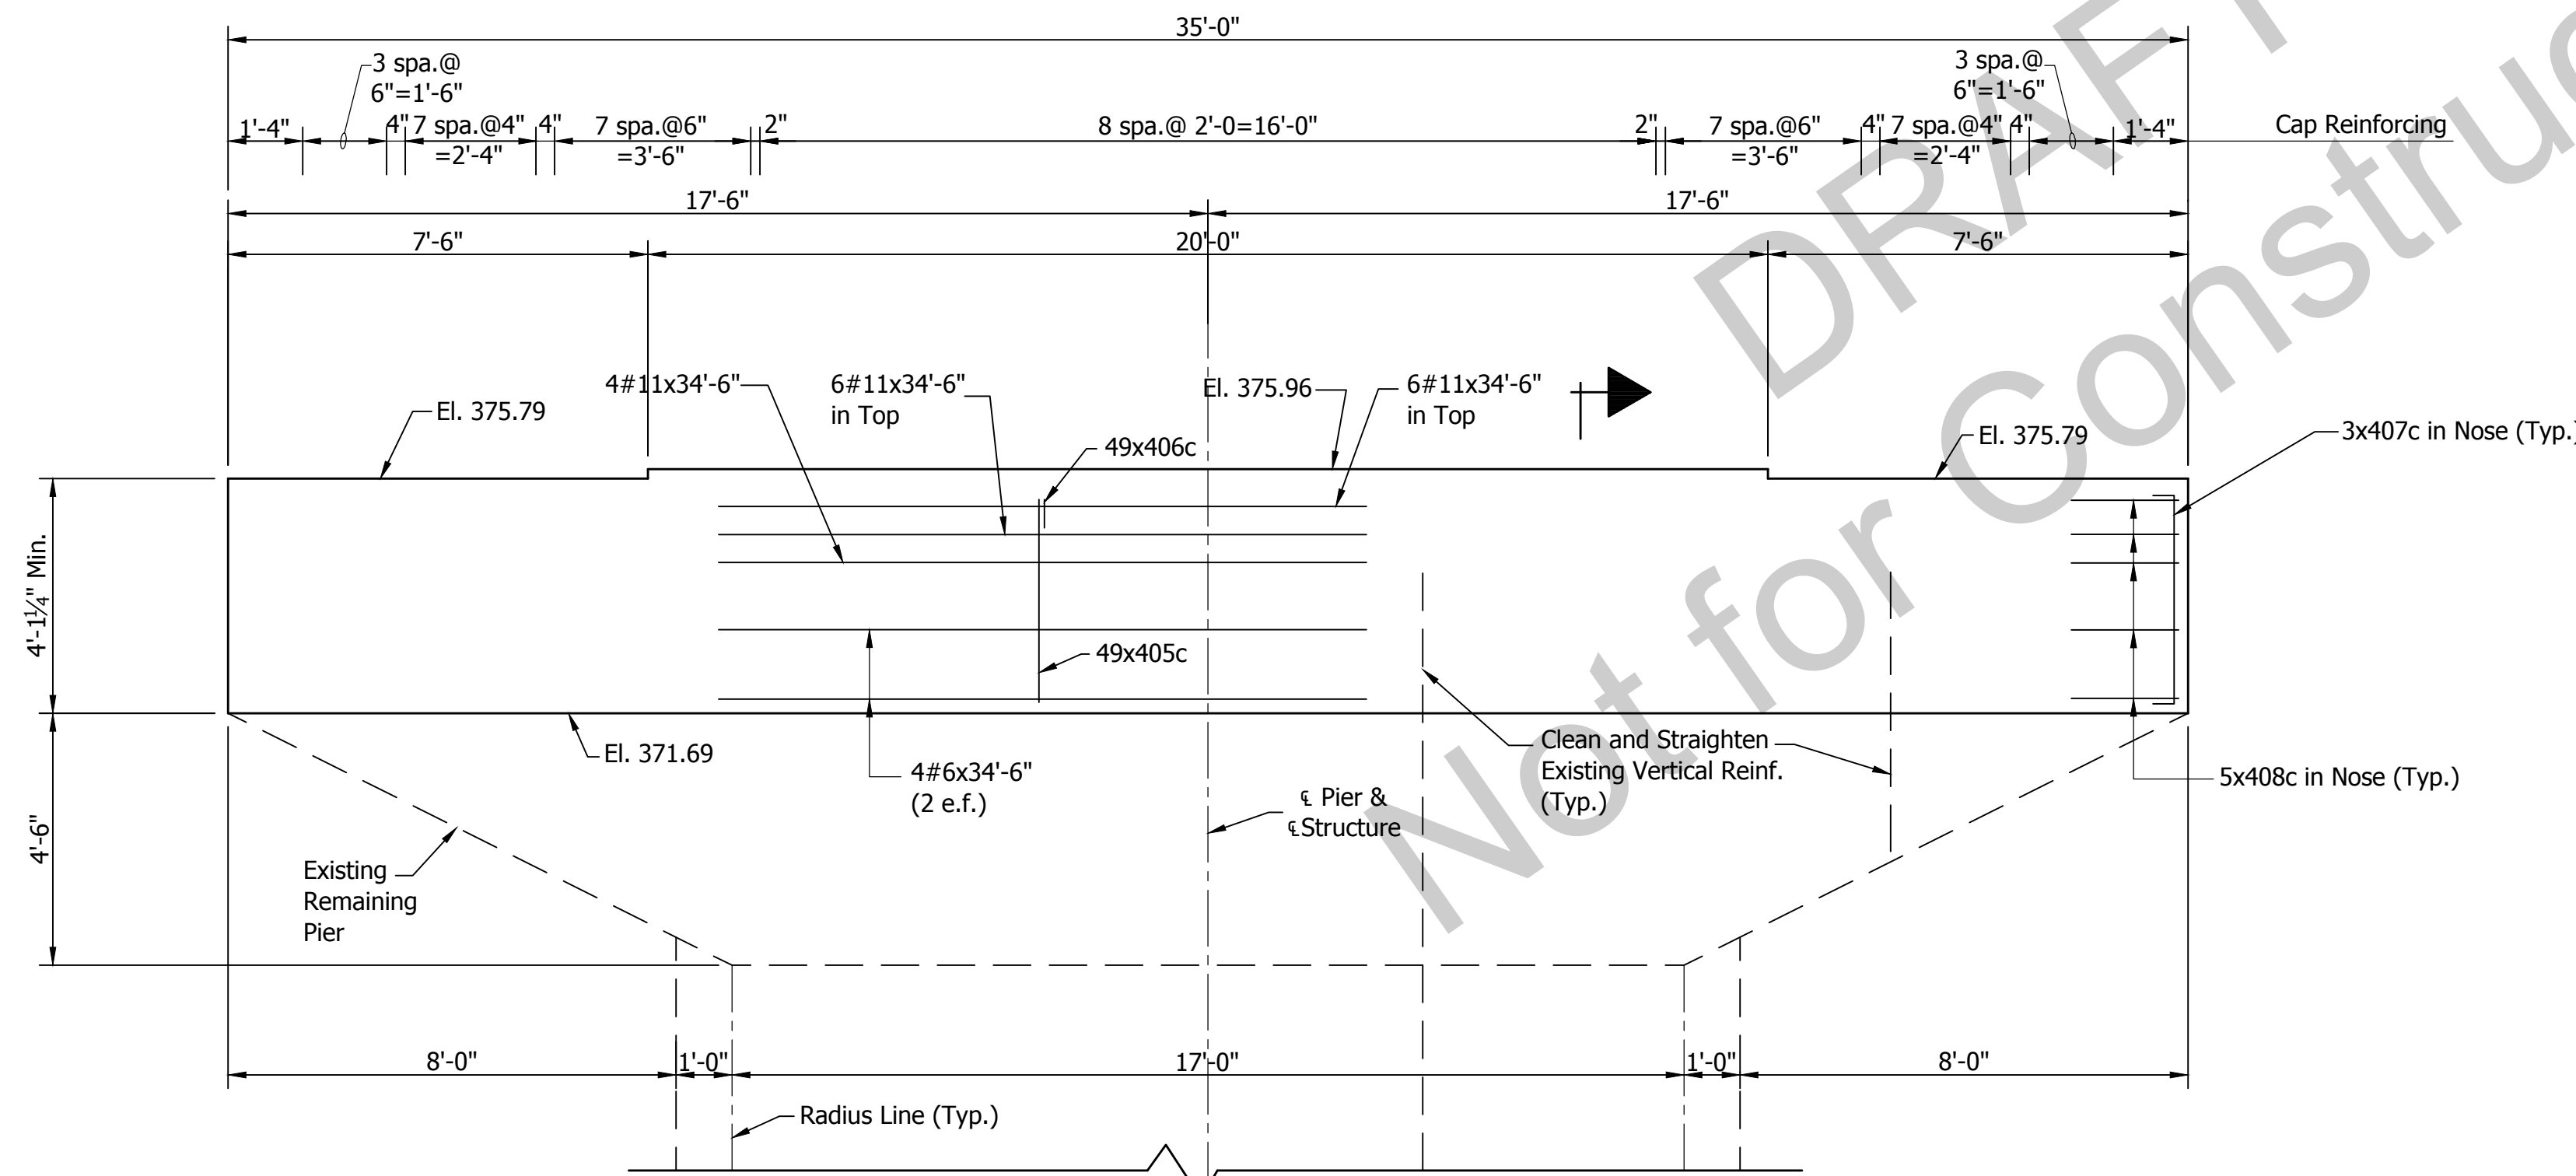 35'-0"
3 spa.@
6"=1'-6"
3 spa.@
6"=1'-6"
1'-4"
4"
7 spa.@4"
=2'-4"
4"
7 spa.@6"
=3'-6"
2"
8 spa.@ 2'-0=16'-0"
2"
7 spa.@6"
=3'-6"
4"
7 spa.@4"
=2'-4"
4"
1'-4"
Cap Reinforcing
17'-6"
17'-6"
7'-6"
20'-0"
7'-6"
4#11x34'-6"
6#11x34'-6"
in Top
El. 375.96
6#11x34'-6"
in Top
El. 375.79
49x406c
El. 375.79
3x407c in Nose (Typ.)
4'-1¼" Min.
49x405c
El. 371.69
4#6x34'-6"
(2 e.f.)
℄ Pier &
℄Structure
Clean and Straighten
Existing Vertical Reinf.
(Typ.)
5x408c in Nose (Typ.)
4'-6"
Existing
Remaining
Pier
8'-0"
1'-0"
17'-0"
1'-0"
8'-0"
Radius Line (Typ.)
DRAFT
Not for Construc